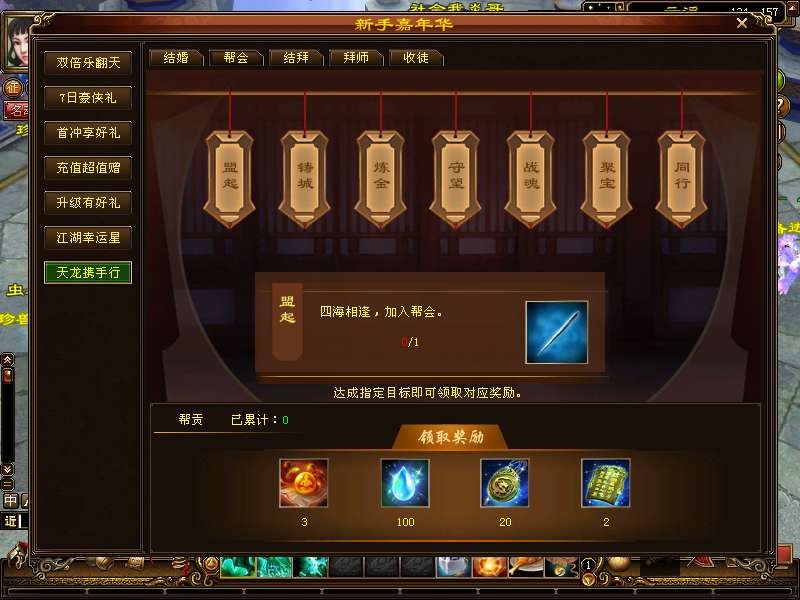 新手嘉年华
双倍乐翻天
7日豪侠礼
首冲享好礼
充值超值赠
升级有好礼
江湖幸运星
天龙携手行
结婚 帮会 结拜 拜师 收徒
盟起 铸城 炼金 守望 战魂 聚宝 同行
盟起
四海相逢，加入帮会。
0/1
达成指定目标即可领取对应奖励。
帮贡 已累计：0
领取奖励
3 100 20 2
甲
近
1